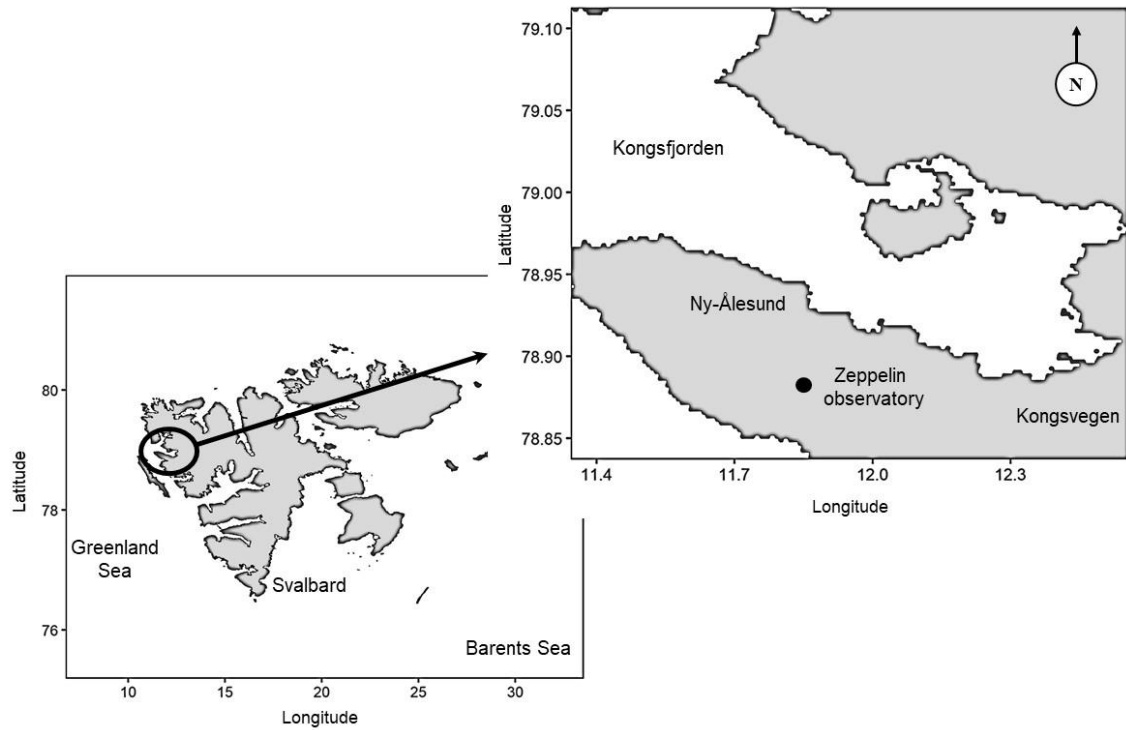 79.10
N
79.05
Kongsfjorden
79.00
Latitude
78.95
Ny-Ålesund
78.90
Zeppelin
observatory
Kongsvegen
78.85
11.4 11.7 12.0 12.3
Longitude
80
Latitude
78
Greenland
Sea
Svalbard
76
Barents Sea
10 15 20 25 30
Longitude